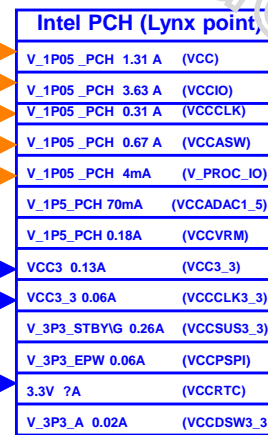 Intel PCH (Lynx point)
V_1P05 _PCH 1.31 A (VCC)
V_1P05 _PCH 3.63 A (VCCIO)
V_1P05 _PCH 0.31 A (VCCCLK)
V_1P05 _PCH 0.67 A (VCCASW)
V_1P05 _PCH 4mA (V_PROC_IO)
V_1P5_PCH 70mA (VCCADAC1_5)
V_1P5_PCH 0.18A (VCCVRM)
VCC3 0.13A (VCC3_3)
VCC3_3 0.06A (VCCCLK3_3)
V_3P3_STBY\G 0.26A (VCCSUS3_3)
V_3P3_EPW 0.06A (VCCPSPI)
3.3V ?A (VCCRTC)
V_3P3_A 0.02A (VCCDSW3_3